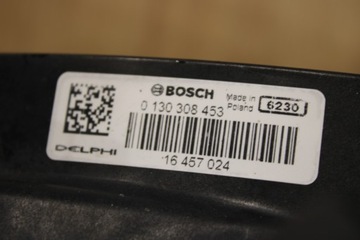 BOSCH Made in Poland 6230
0 130 308 453
DELPHI
16 457 024